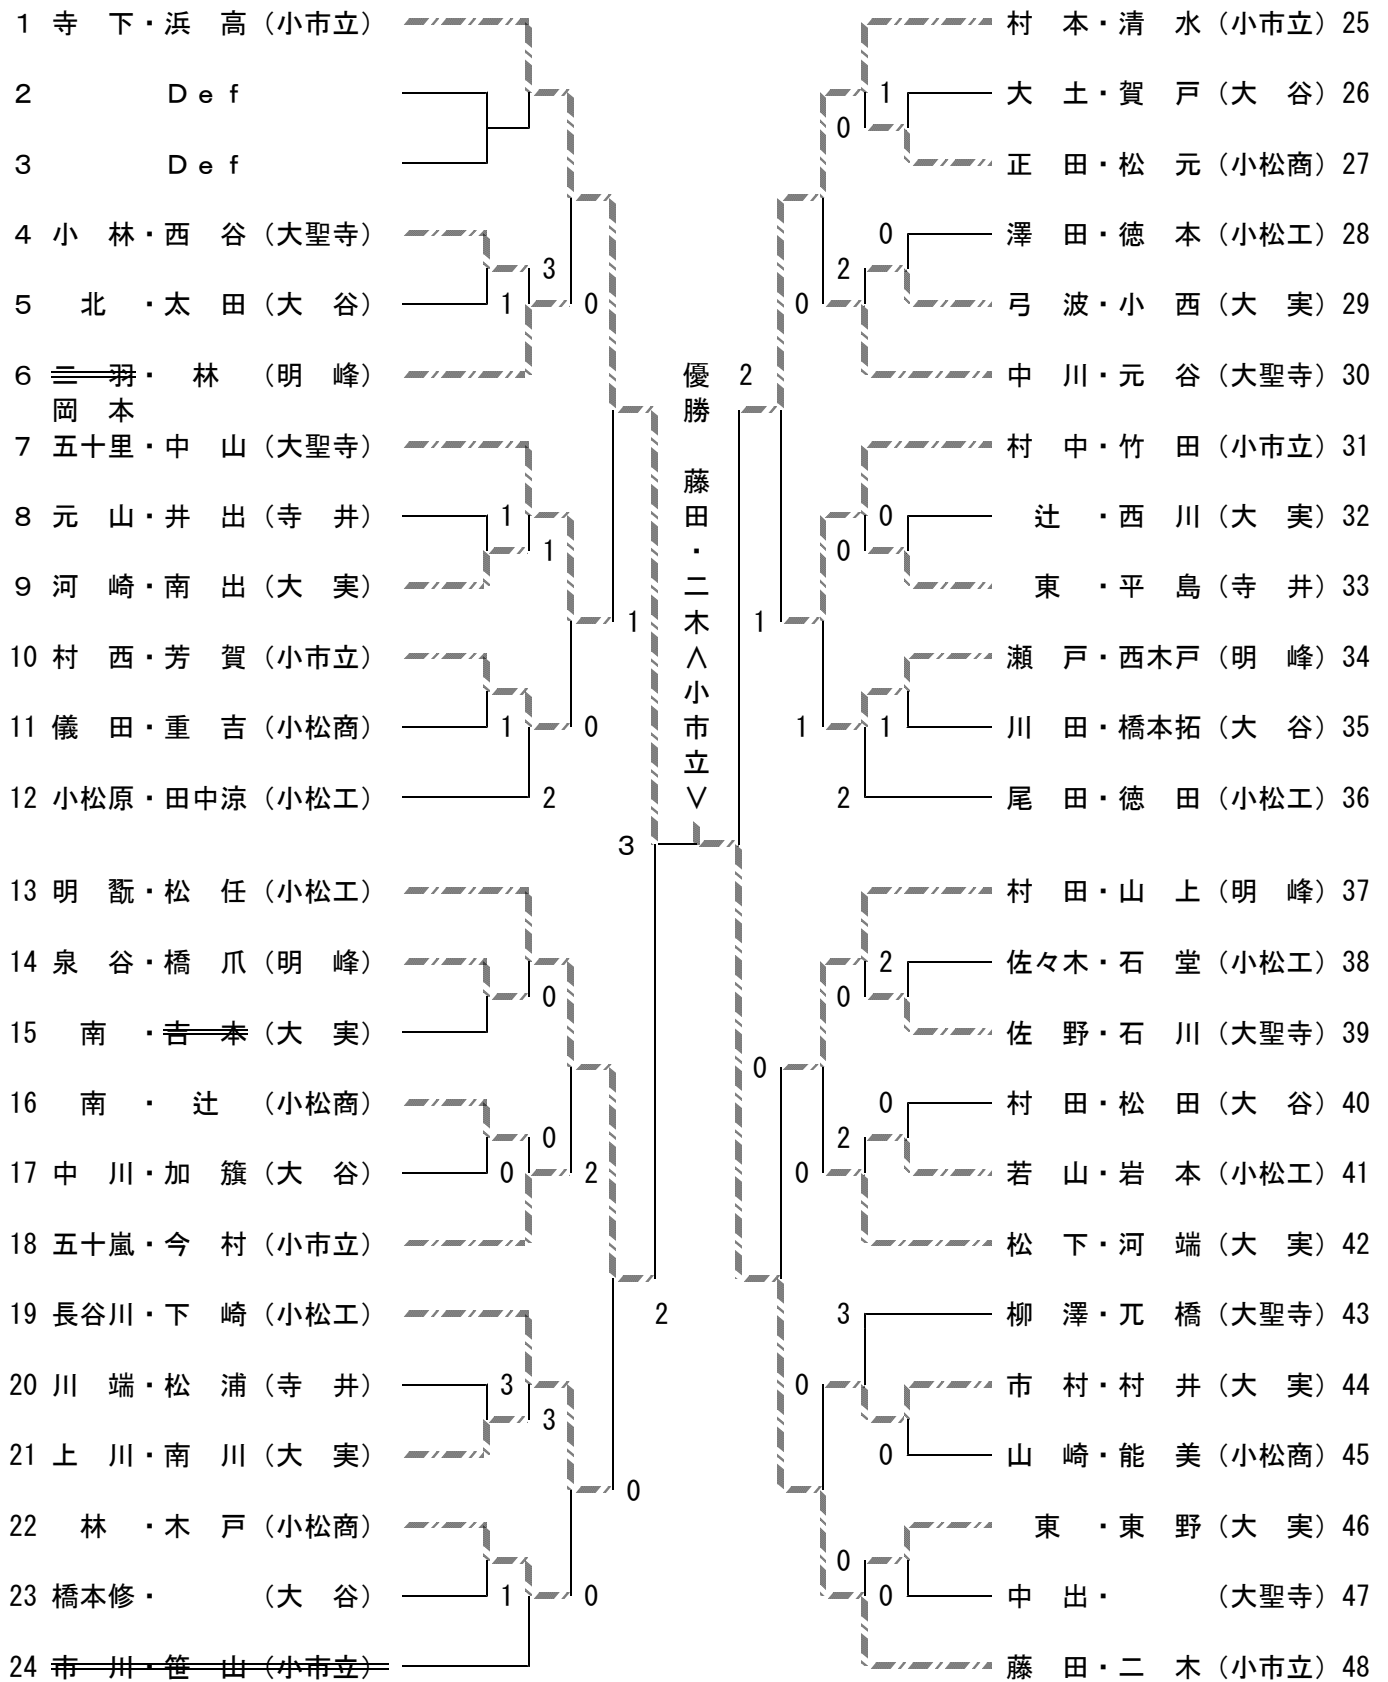 1 寺 下・浜 高（小市立）
2 Ｄｅｆ
3 Ｄｅｆ
4 小 林・西 谷（大聖寺）
5 北 ・太 田（大 谷）
6 三 羽・ 林 （明 峰）
岡 本
7 五十里・中 山（大聖寺）
8 元 山・井 出（寺 井）
9 河 崎・南 出（大 実）
10 村 西・芳 賀（小市立）
11 儀 田・重 吉（小松商）
12 小松原・田中涼（小松工）
13 明 翫・松 任（小松工）
14 泉 谷・橋 爪（明 峰）
15 南 ・吉 本（大 実）
16 南 ・ 辻 （小松商）
17 中 川・加 籏（大 谷）
18 五十嵐・今 村（小市立）
19 長谷川・下 崎（小松工）
20 川 端・松 浦（寺 井）
21 上 川・南 川（大 実）
22 林 ・木 戸（小松商）
23 橋本修・ （大 谷）
24 市 川・笹 山（小市立）
3
1
0
1
1
1
1
0
2
0
0
0
2
3
3
0
1
0
3
2
優勝 藤田・二木＜小市立＞
2
1
0
0
2
0
0
0
1
1
1
2
2
0
0
0
2
0
3
0
0
0
0
村 本・清 水（小市立）25
大 土・賀 戸（大 谷）26
正 田・松 元（小松商）27
澤 田・徳 本（小松工）28
弓 波・小 西（大 実）29
中 川・元 谷（大聖寺）30
村 中・竹 田（小市立）31
辻 ・西 川（大 実）32
東 ・平 島（寺 井）33
瀬 戸・西木戸（明 峰）34
川 田・橋本拓（大 谷）35
尾 田・徳 田（小松工）36
村 田・山 上（明 峰）37
佐々木・石 堂（小松工）38
佐 野・石 川（大聖寺）39
村 田・松 田（大 谷）40
若 山・岩 本（小松工）41
松 下・河 端（大 実）42
柳 澤・兀 橋（大聖寺）43
市 村・村 井（大 実）44
山 崎・能 美（小松商）45
東 ・東 野（大 実）46
中 出・ （大聖寺）47
藤 田・二 木（小市立）48